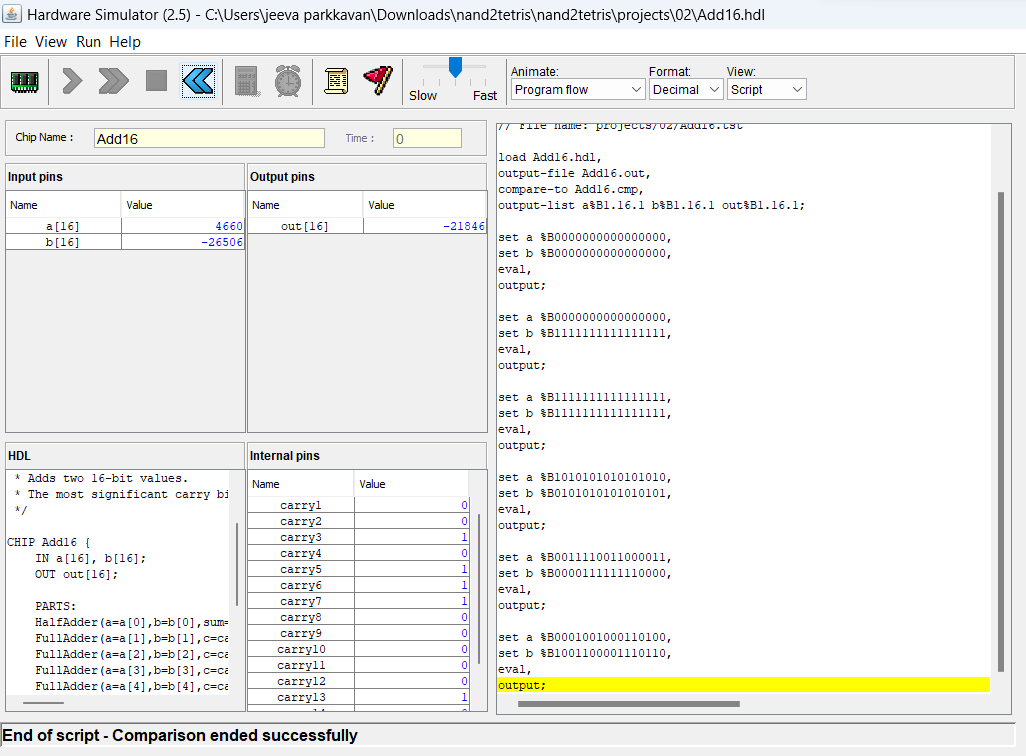 Hardware Simulator (2.5) - C:\Users\jeeva parkkavan\Downloads\nand2tetris\nand2tetris\projects\02\Add16.hdl
File View Run Help
Slow Fast
Animate:
Program flow
Format:
Decimal
View:
Script
Chip Name : Add16 Time : 0
Input pins
Name Value
a[16] 4660
b[16] -26506
Output pins
Name Value
out[16] -21846
HDL
* Adds two 16-bit values.
* The most significant carry bi
*/
CHIP Add16 {
IN a[16], b[16];
OUT out[16];
PARTS:
HalfAdder(a=a[0],b=b[0],sum=
FullAdder(a=a[1],b=b[1],c=ca
FullAdder(a=a[2],b=b[2],c=ca
FullAdder(a=a[3],b=b[3],c=ca
FullAdder(a=a[4],b=b[4],c=ca
Internal pins
Name Value
carry1 0
carry2 0
carry3 1
carry4 0
carry5 1
carry6 1
carry7 1
carry8 0
carry9 0
carry10 0
carry11 0
carry12 0
carry13 1
// File name: projects/02/Add16.tst
load Add16.hdl,
output-file Add16.out,
compare-to Add16.cmp,
output-list a%B1.16.1 b%B1.16.1 out%B1.16.1;
set a %B0000000000000000,
set b %B0000000000000000,
eval,
output;
set a %B0000000000000000,
set b %B1111111111111111,
eval,
output;
set a %B1111111111111111,
set b %B1111111111111111,
eval,
output;
set a %B1010101010101010,
set b %B0101010101010101,
eval,
output;
set a %B0011110011000011,
set b %B0000111111110000,
eval,
output;
set a %B0001001000110100,
set b %B1001100001110110,
eval,
output;
End of script - Comparison ended successfully